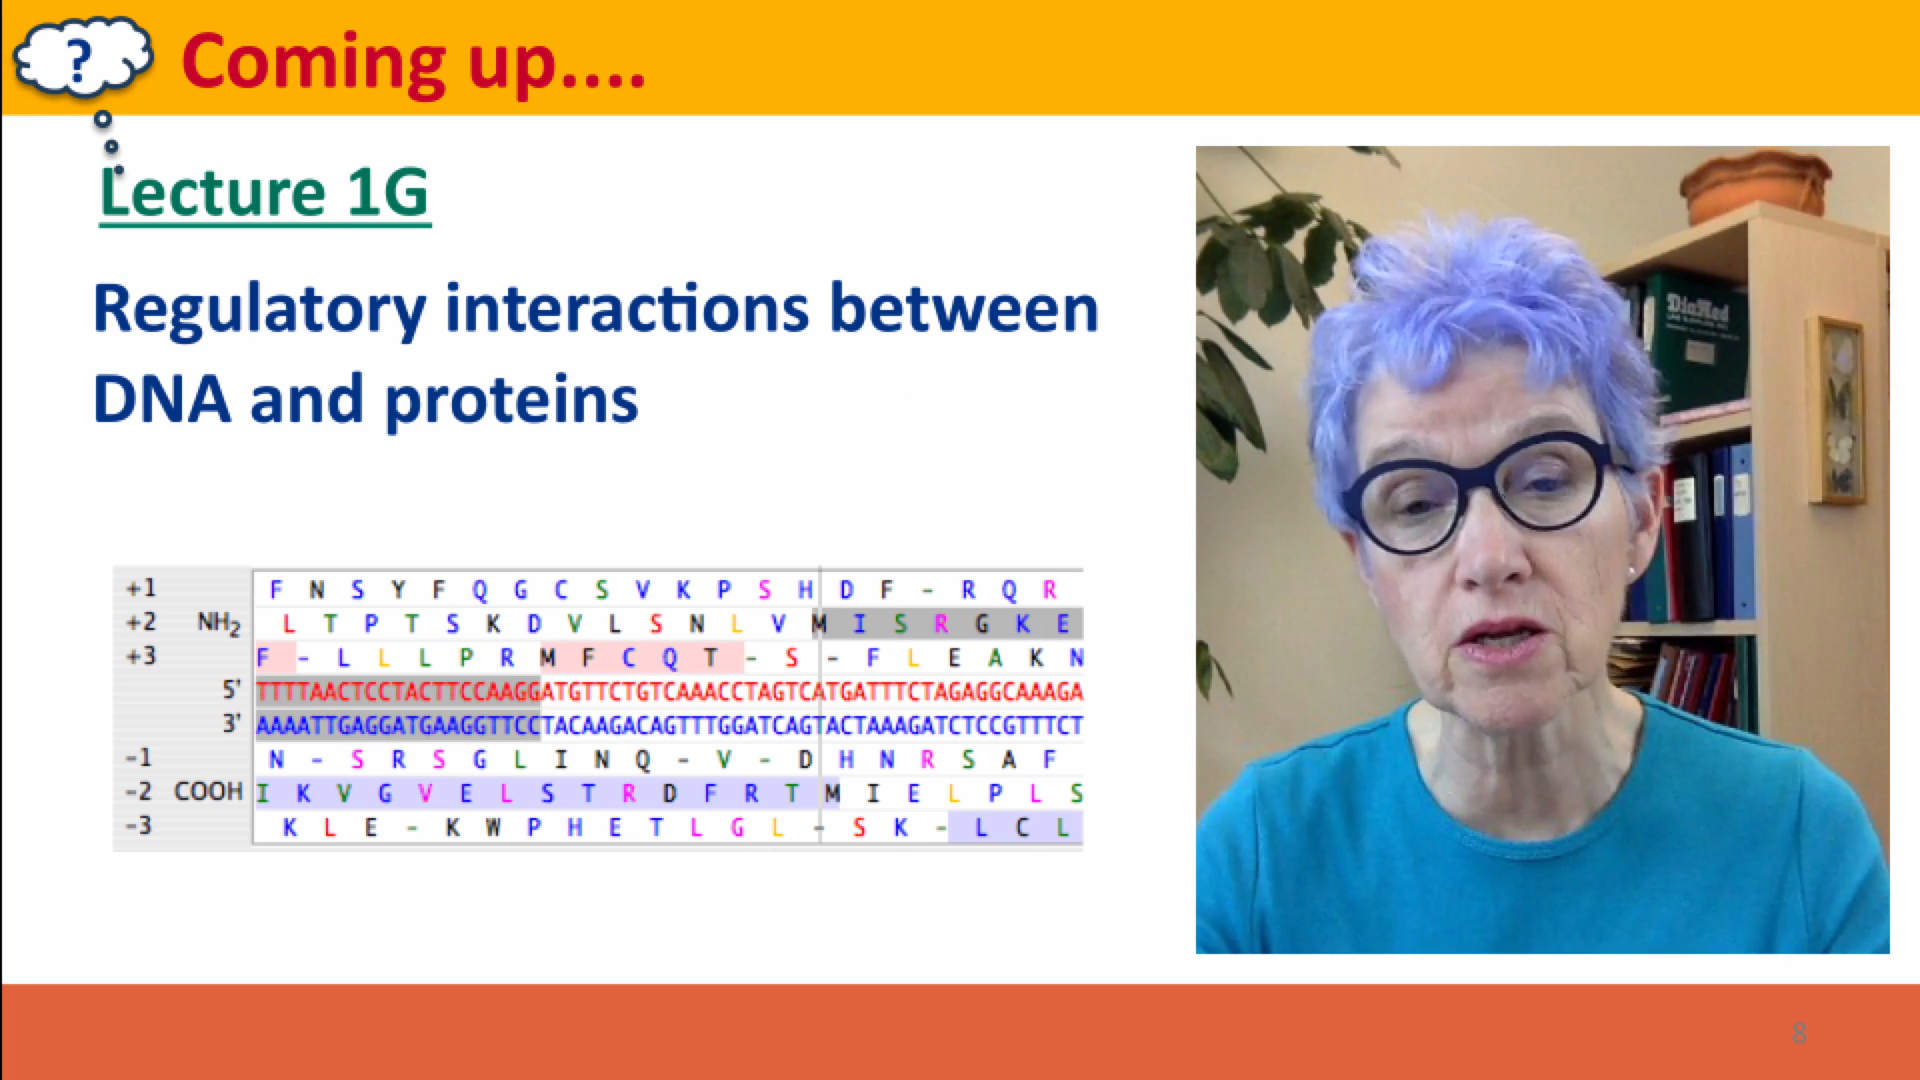 ?
Coming up....
Lecture 1G
Regulatory interactions between
DNA and proteins
+1 F N S Y F Q G C S V K P S H D F - R Q R
+2 NH2 L T P T S K D V L S N L V M I S R G K E
+3 F - L L L P R M F C Q T - S - F L E A K N
5' TTTTAACTCCTACTTCCAAGGATGTTCTGTCAAACCTAGTCATGATTTCTAGAGGCAAAGA
3' AAAATTGAGGATGAAGGTTCCTACAAGACAGTTTGGATCAGTACTAAAGATCTCCGTTTCT
-1 N - S R S G L I N Q - V - D H N R S A F
-2 COOH I K V G V E L S T R D F R T M I E L P L S
-3 K L E - K W P H E T L G L - S K - L C L
DiaMed
8